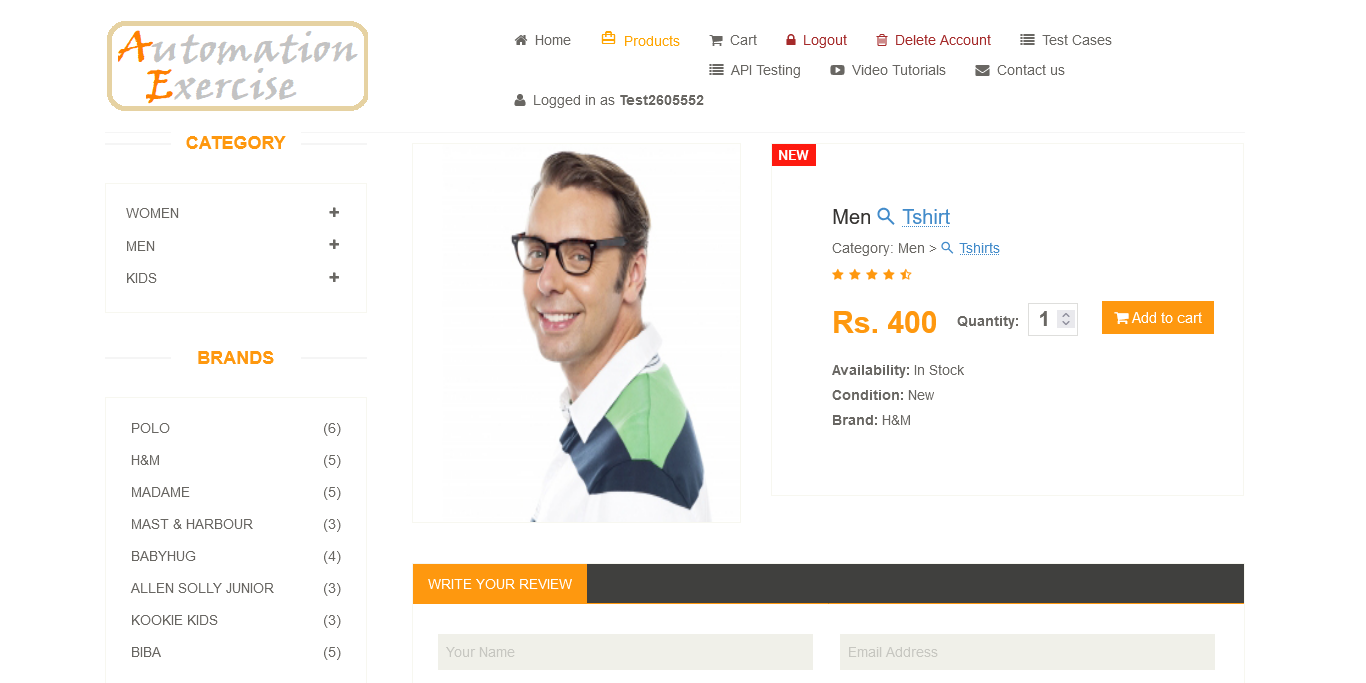 Automation
Exercise
Home Products Cart Logout Delete Account Test Cases
API Testing Video Tutorials Contact us
Logged in as Test2605552
CATEGORY
WOMEN
MEN
KIDS
BRANDS
POLO (6)
H&M (5)
MADAME (5)
MAST & HARBOUR (3)
BABYHUG (4)
ALLEN SOLLY JUNIOR (3)
KOOKIE KIDS (3)
BIBA (5)
NEW
Men Tshirt
Category: Men > Tshirts
Rs. 400 Quantity: 1 Add to cart
Availability: In Stock
Condition: New
Brand: H&M
WRITE YOUR REVIEW
Your Name Email Address